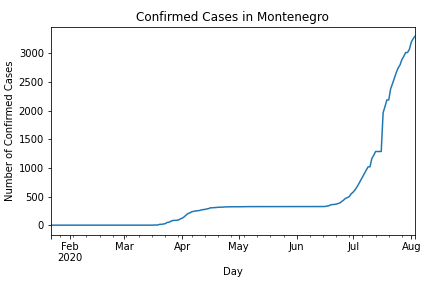 Confirmed Cases in Montenegro
Number of Confirmed Cases
3000
2500
2000
1500
1000
500
0
Feb Mar Apr May Jun Jul Aug
2020
Day